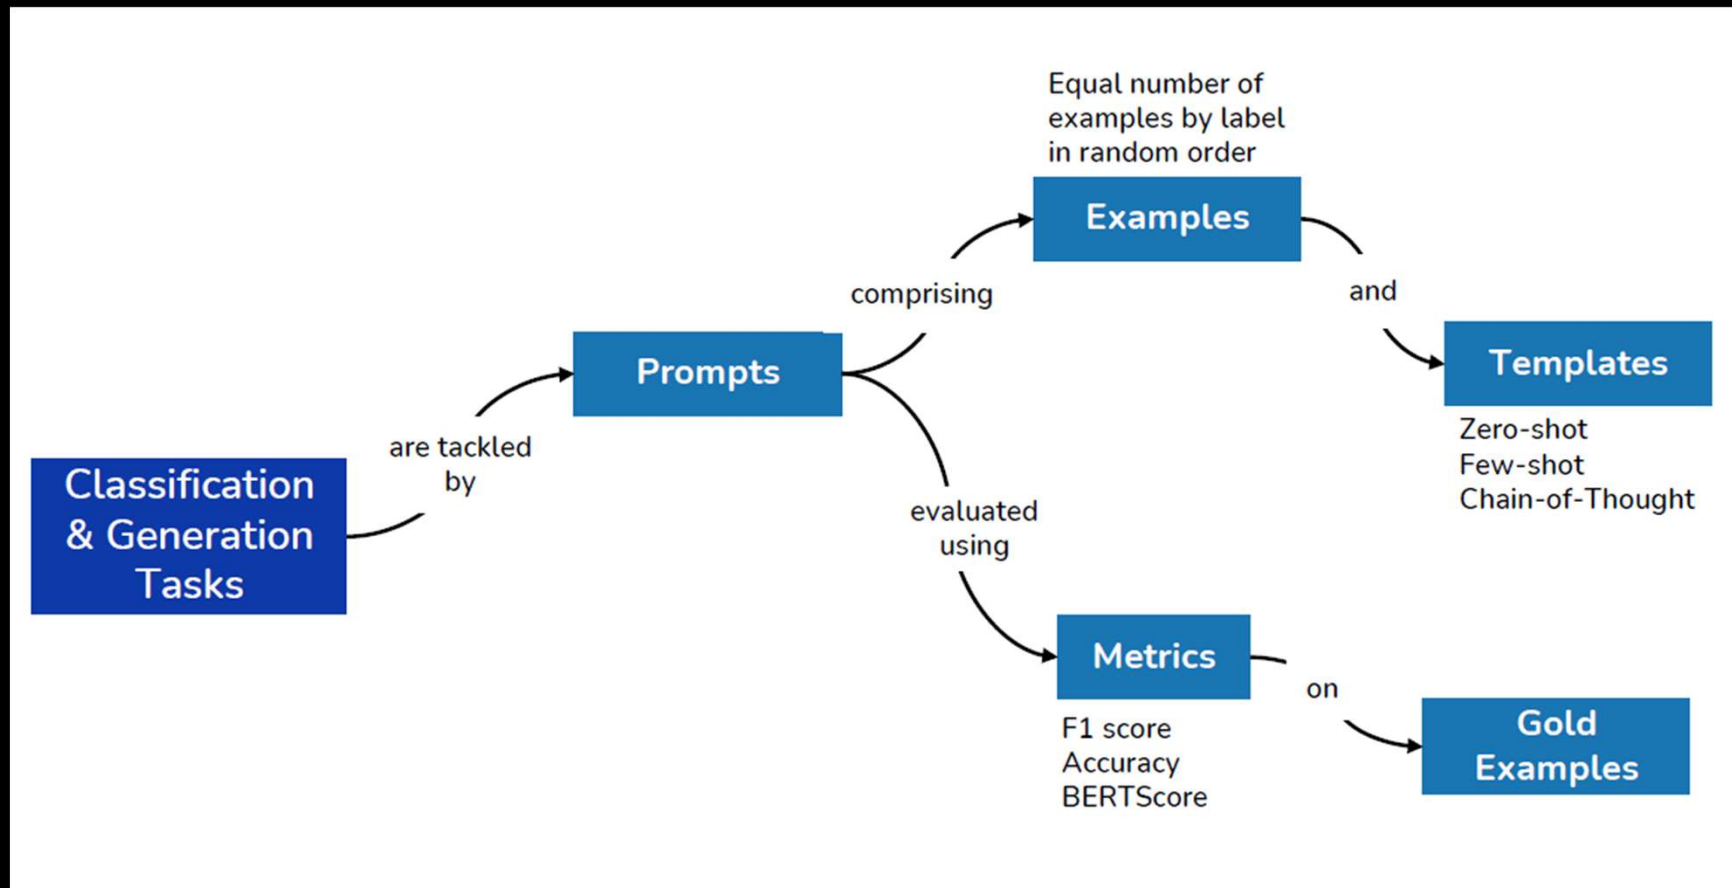 Equal number of
examples by label
in random order
Examples
comprising
and
Prompts
Templates
Zero-shot
Few-shot
Chain-of-Thought
are tackled
by
Classification
& Generation
Tasks
evaluated
using
Metrics
F1 score
Accuracy
BERTScore
on
Gold
Examples